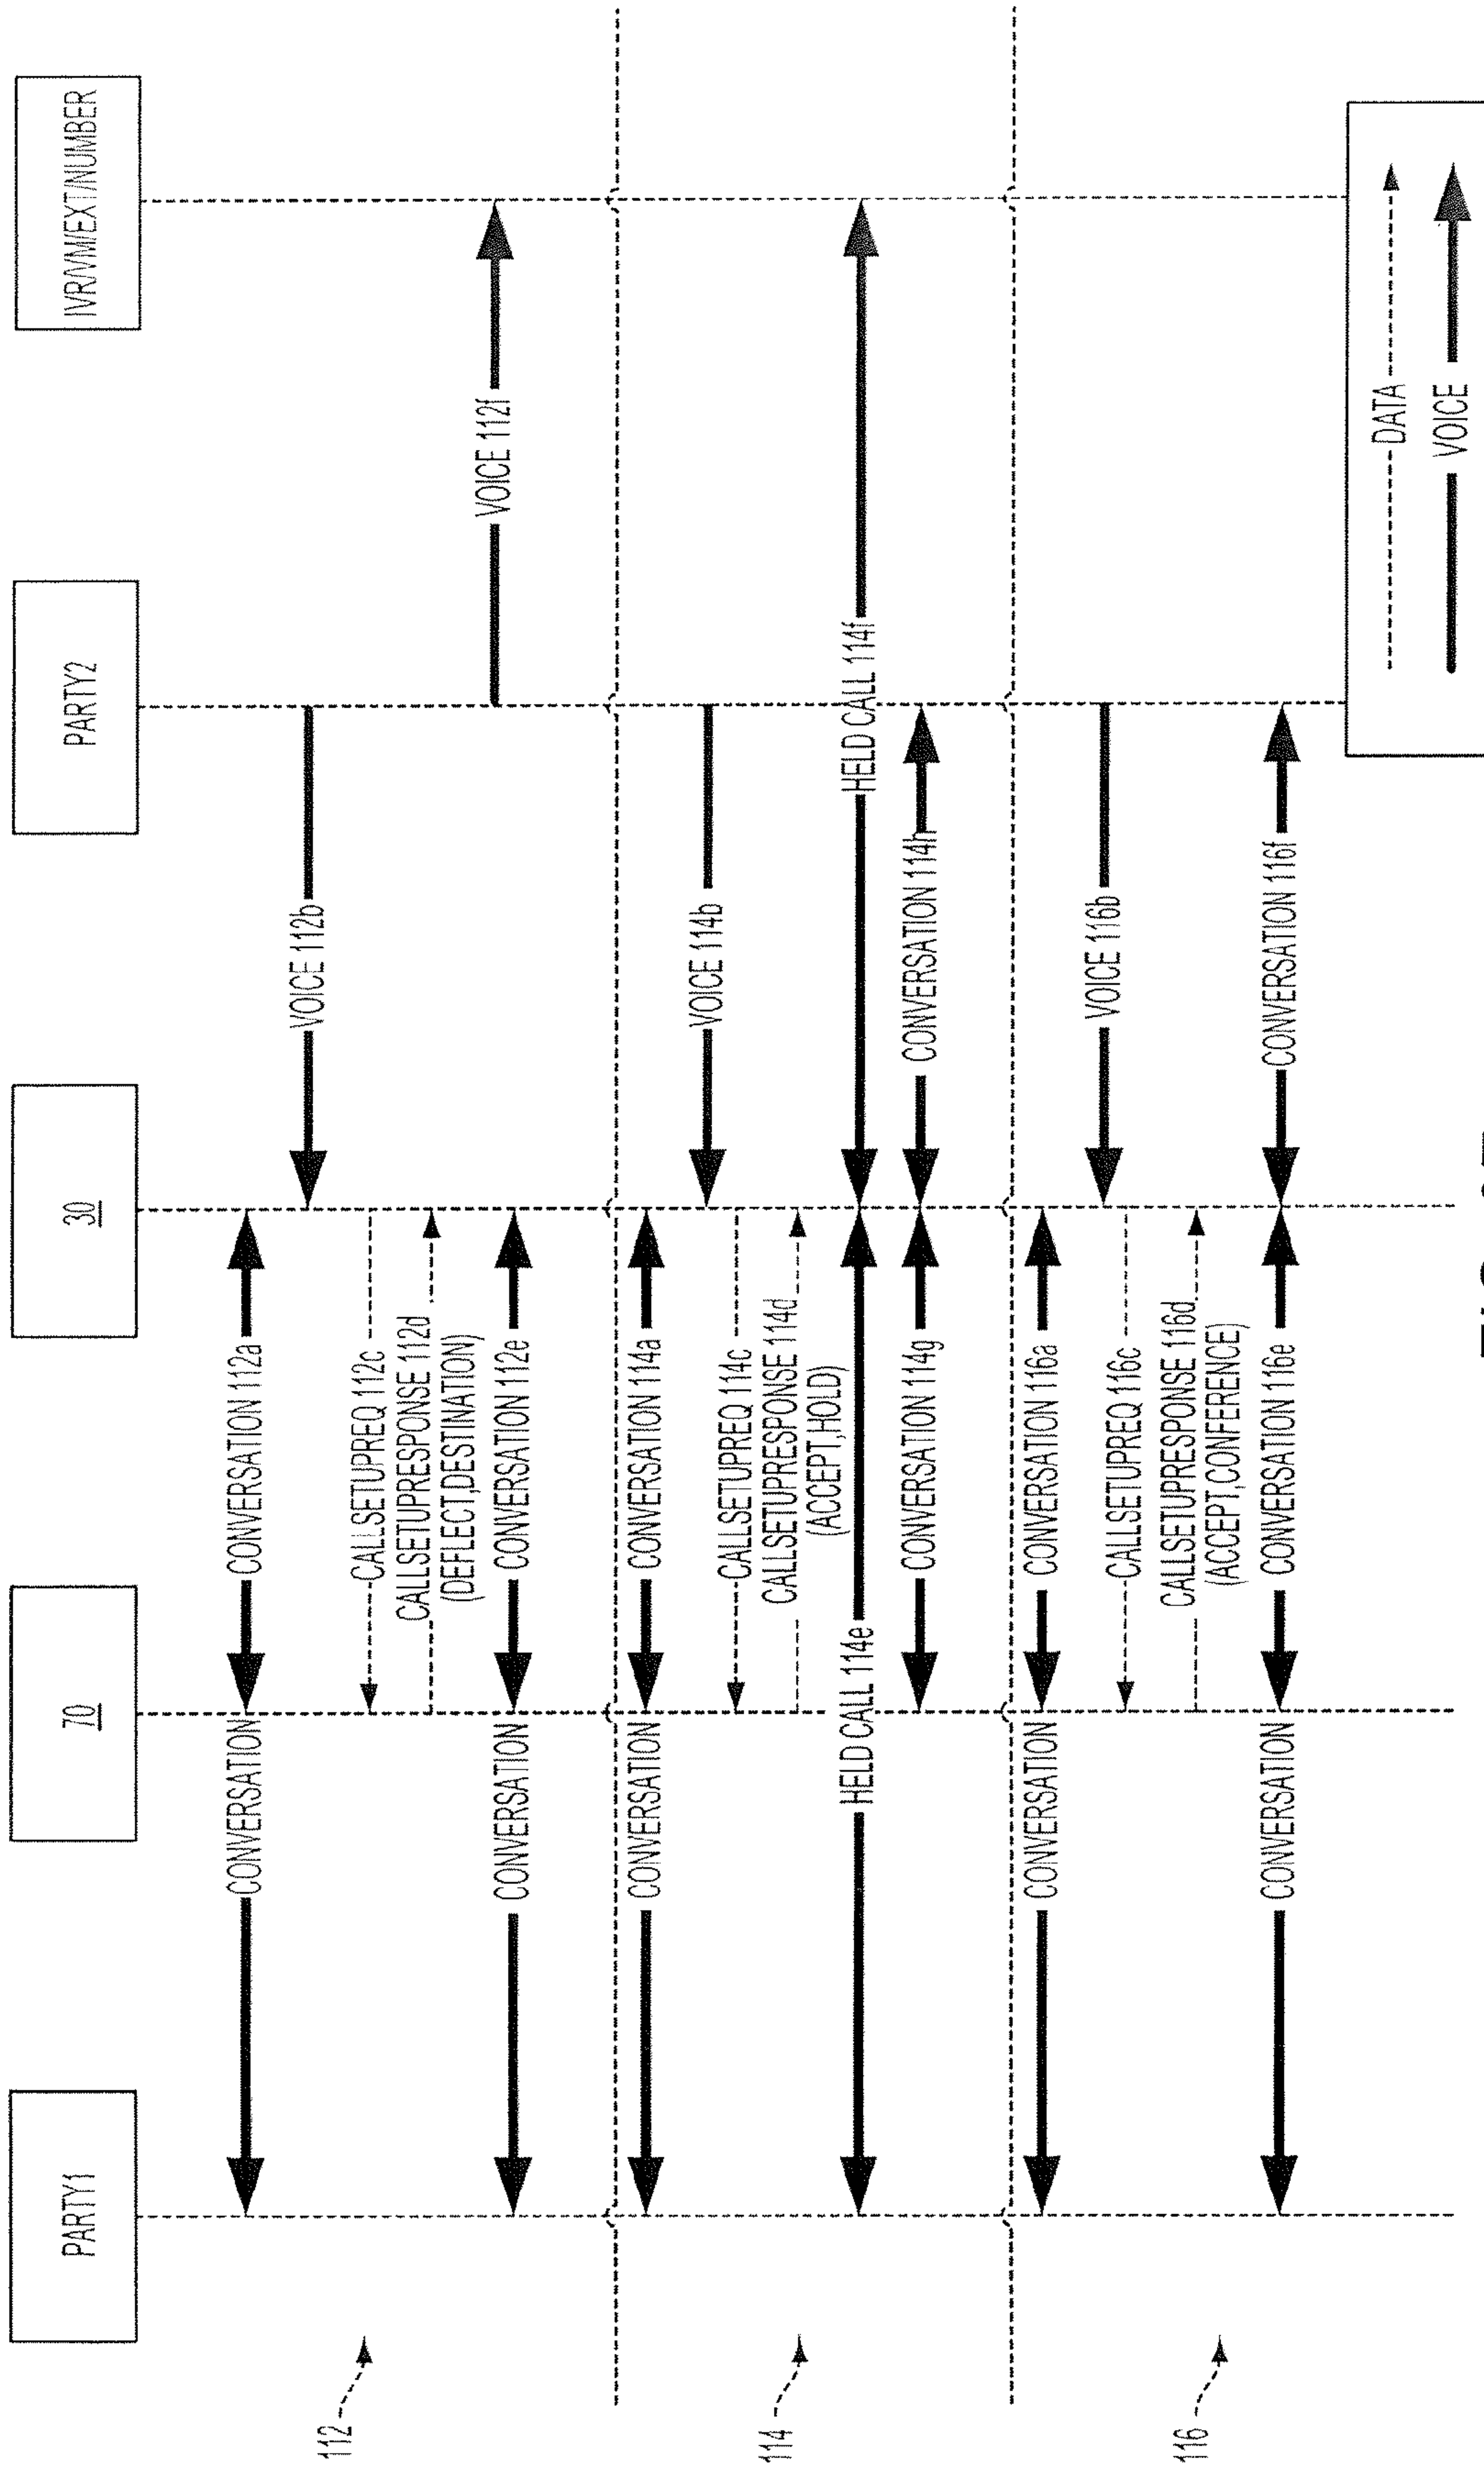 PARTY1
70
30
PARTY2
IVR/VM/EXT/NUMBER
112
CONVERSATION
CONVERSATION 112a
VOICE 112b
CALLSETUPREQ 112c
CALLSETUPRESPONSE 112d
(DEFLECT,DESTINATION)
VOICE 112f
CONVERSATION
CONVERSATION 112e
114
CONVERSATION
CONVERSATION 114a
VOICE 114b
CALLSETUPREQ 114c
CALLSETUPRESPONSE 114d
(ACCEPT,HOLD)
HELD CALL 114e
HELD CALL 114f
CONVERSATION 114g
CONVERSATION 114h
116
CONVERSATION
CONVERSATION 116a
VOICE 116b
CALLSETUPREQ 116c
CALLSETUPRESPONSE 116d
(ACCEPT,CONFERENCE)
CONVERSATION
CONVERSATION 116e
CONVERSATION 116f
DATA
VOICE